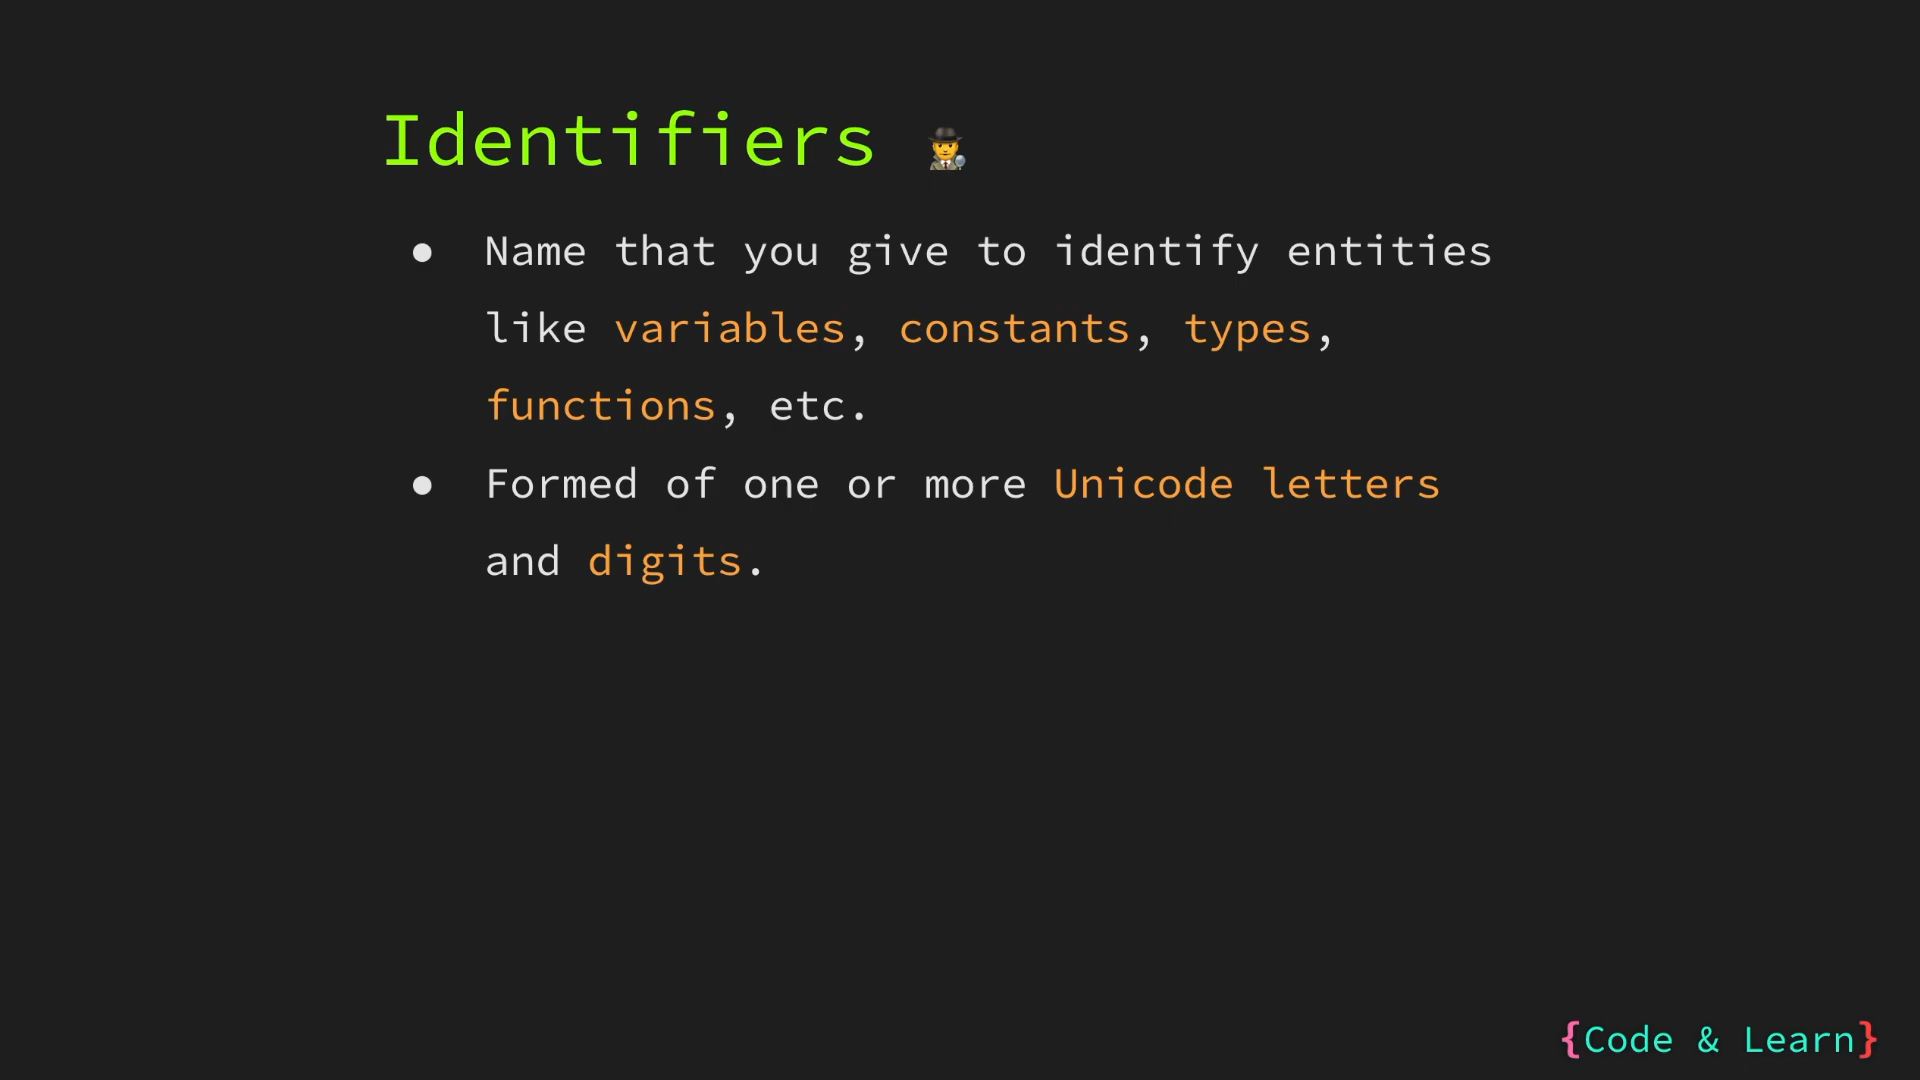 Identifiers 🕵️
● Name that you give to identify entities
like variables, constants, types,
functions, etc.
● Formed of one or more Unicode letters
and digits.
{Code & Learn}